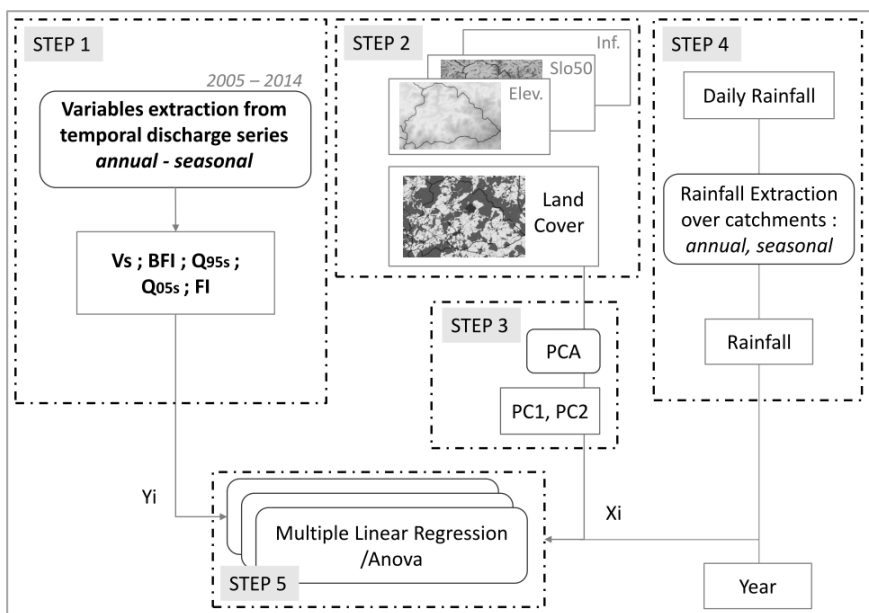 STEP 1
2005 – 2014
Variables extraction from
temporal discharge series
annual - seasonal
Vs ; BFI ; Q95s ;
Q05s ; FI
Yi
STEP 2
Inf.
Slo50
Elev.
Land
Cover
STEP 3
PCA
PC1, PC2
STEP 4
Daily Rainfall
Rainfall Extraction
over catchments :
annual, seasonal
Rainfall
Xi
Year
Multiple Linear Regression
/Anova
STEP 5